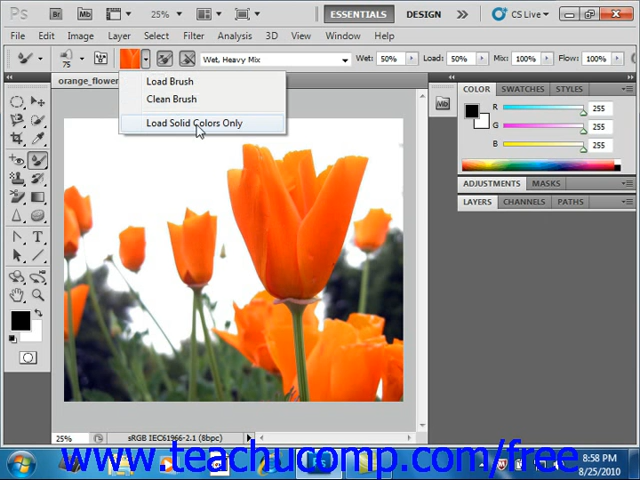 Ps Br Mb 25% ESSENTIALS DESIGN >> CS Live
File Edit Image Layer Select Filter Analysis 3D View Window Help
75 Wet, Heavy Mix Wet: 50% Load: 50% Flow: 50%
orange_flower
Load Brush
Clean Brush
Load Solid Colors Only
Mb
COLOR SWATCHES STYLES
R 255
G 255
B 255
ADJUSTMENTS MASKS
LAYERS CHANNELS PATHS
T
25% sRGB IEC61966-2.1 (8bpc)
www.teachucomp.com/free
8:58 PM
8/25/2010